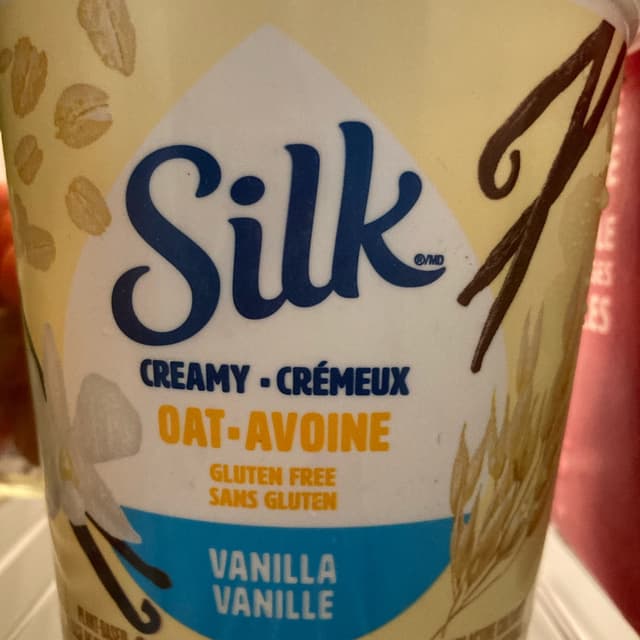 Silk
®/MD
CREAMY • CRÉMEUX
OAT • AVOINE
GLUTEN FREE
SANS GLUTEN
VANILLA
VANILLE